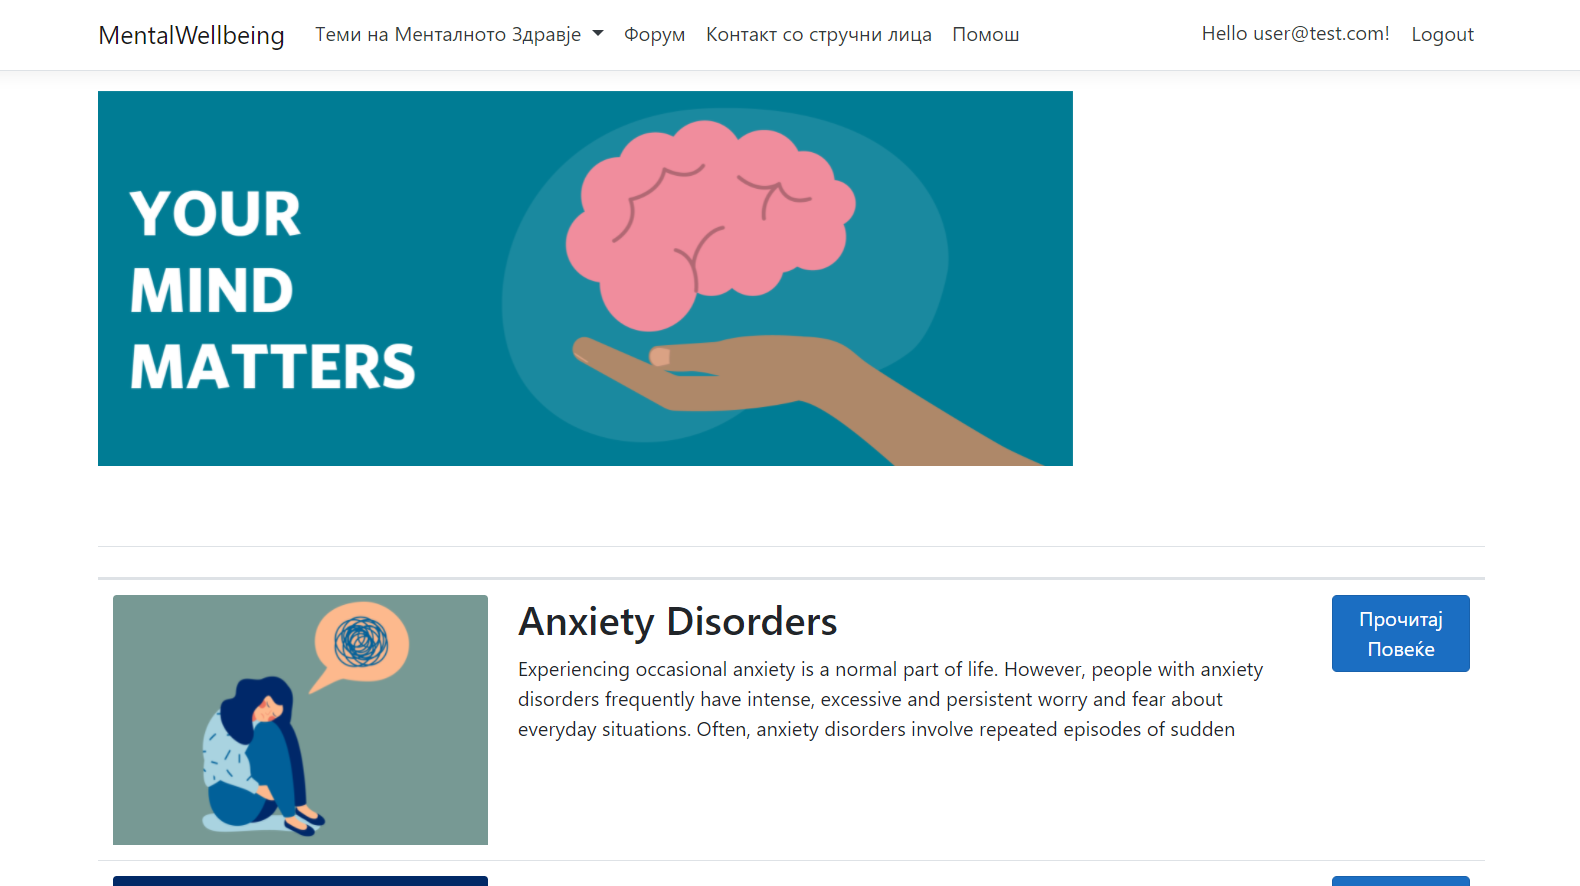 MentalWellbeing Теми на Менталното Здравје Форум Контакт со стручни лица Помош Hello user@test.com! Logout
YOUR
MIND
MATTERS
Anxiety Disorders
Experiencing occasional anxiety is a normal part of life. However, people with anxiety
disorders frequently have intense, excessive and persistent worry and fear about
everyday situations. Often, anxiety disorders involve repeated episodes of sudden
Прочитај
Повеќе